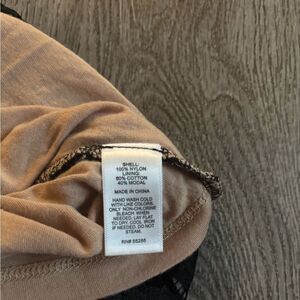 SHELL:
100% NYLON
LINING:
60% COTTON
40% MODAL
MADE IN CHINA
HAND WASH COLD
WITH LIKE COLORS.
ONLY NON-CHLORINE
BLEACH WHEN
NEEDED. LAY FLAT
TO DRY. COOL IRON
IF NEEDED. DO NOT
STEAM.
RN# 55285